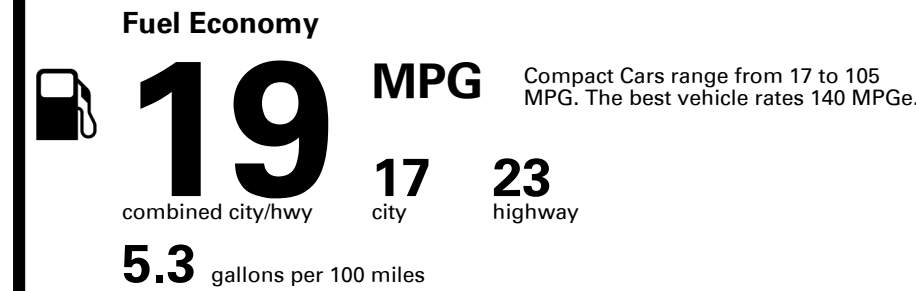 Fuel Economy
19
MPG
Compact Cars range from 17 to 105
MPG. The best vehicle rates 140 MPGe.
17
23
combined city/hwy
city
highway
5.3 gallons per 100 miles